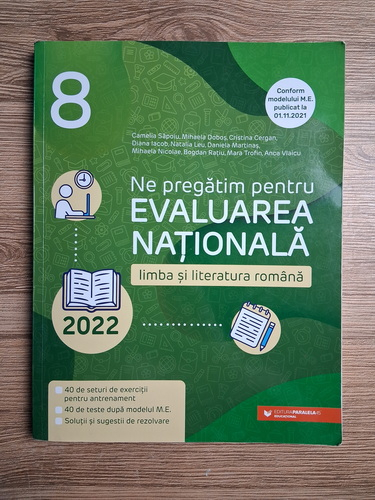 8
Conform
modelului M.E.
publicat la
01.11.2021
Camelia Săpoiu, Mihaela Doboș, Cristina Cergan,
Diana Iacob, Natalia Leu, Daniela Martinaș,
Mihaela Nicolae, Bogdan Rațiu, Mara Trofin, Anca Vlaicu
Ne pregătim pentru
EVALUAREA
NAȚIONALĂ
limba și literatura română
2022
40 de seturi de exerciții
pentru antrenament
40 de teste după modelul M.E.
Soluții și sugestii de rezolvare
EDITURA PARALELA 45
EDUCAȚIONAL